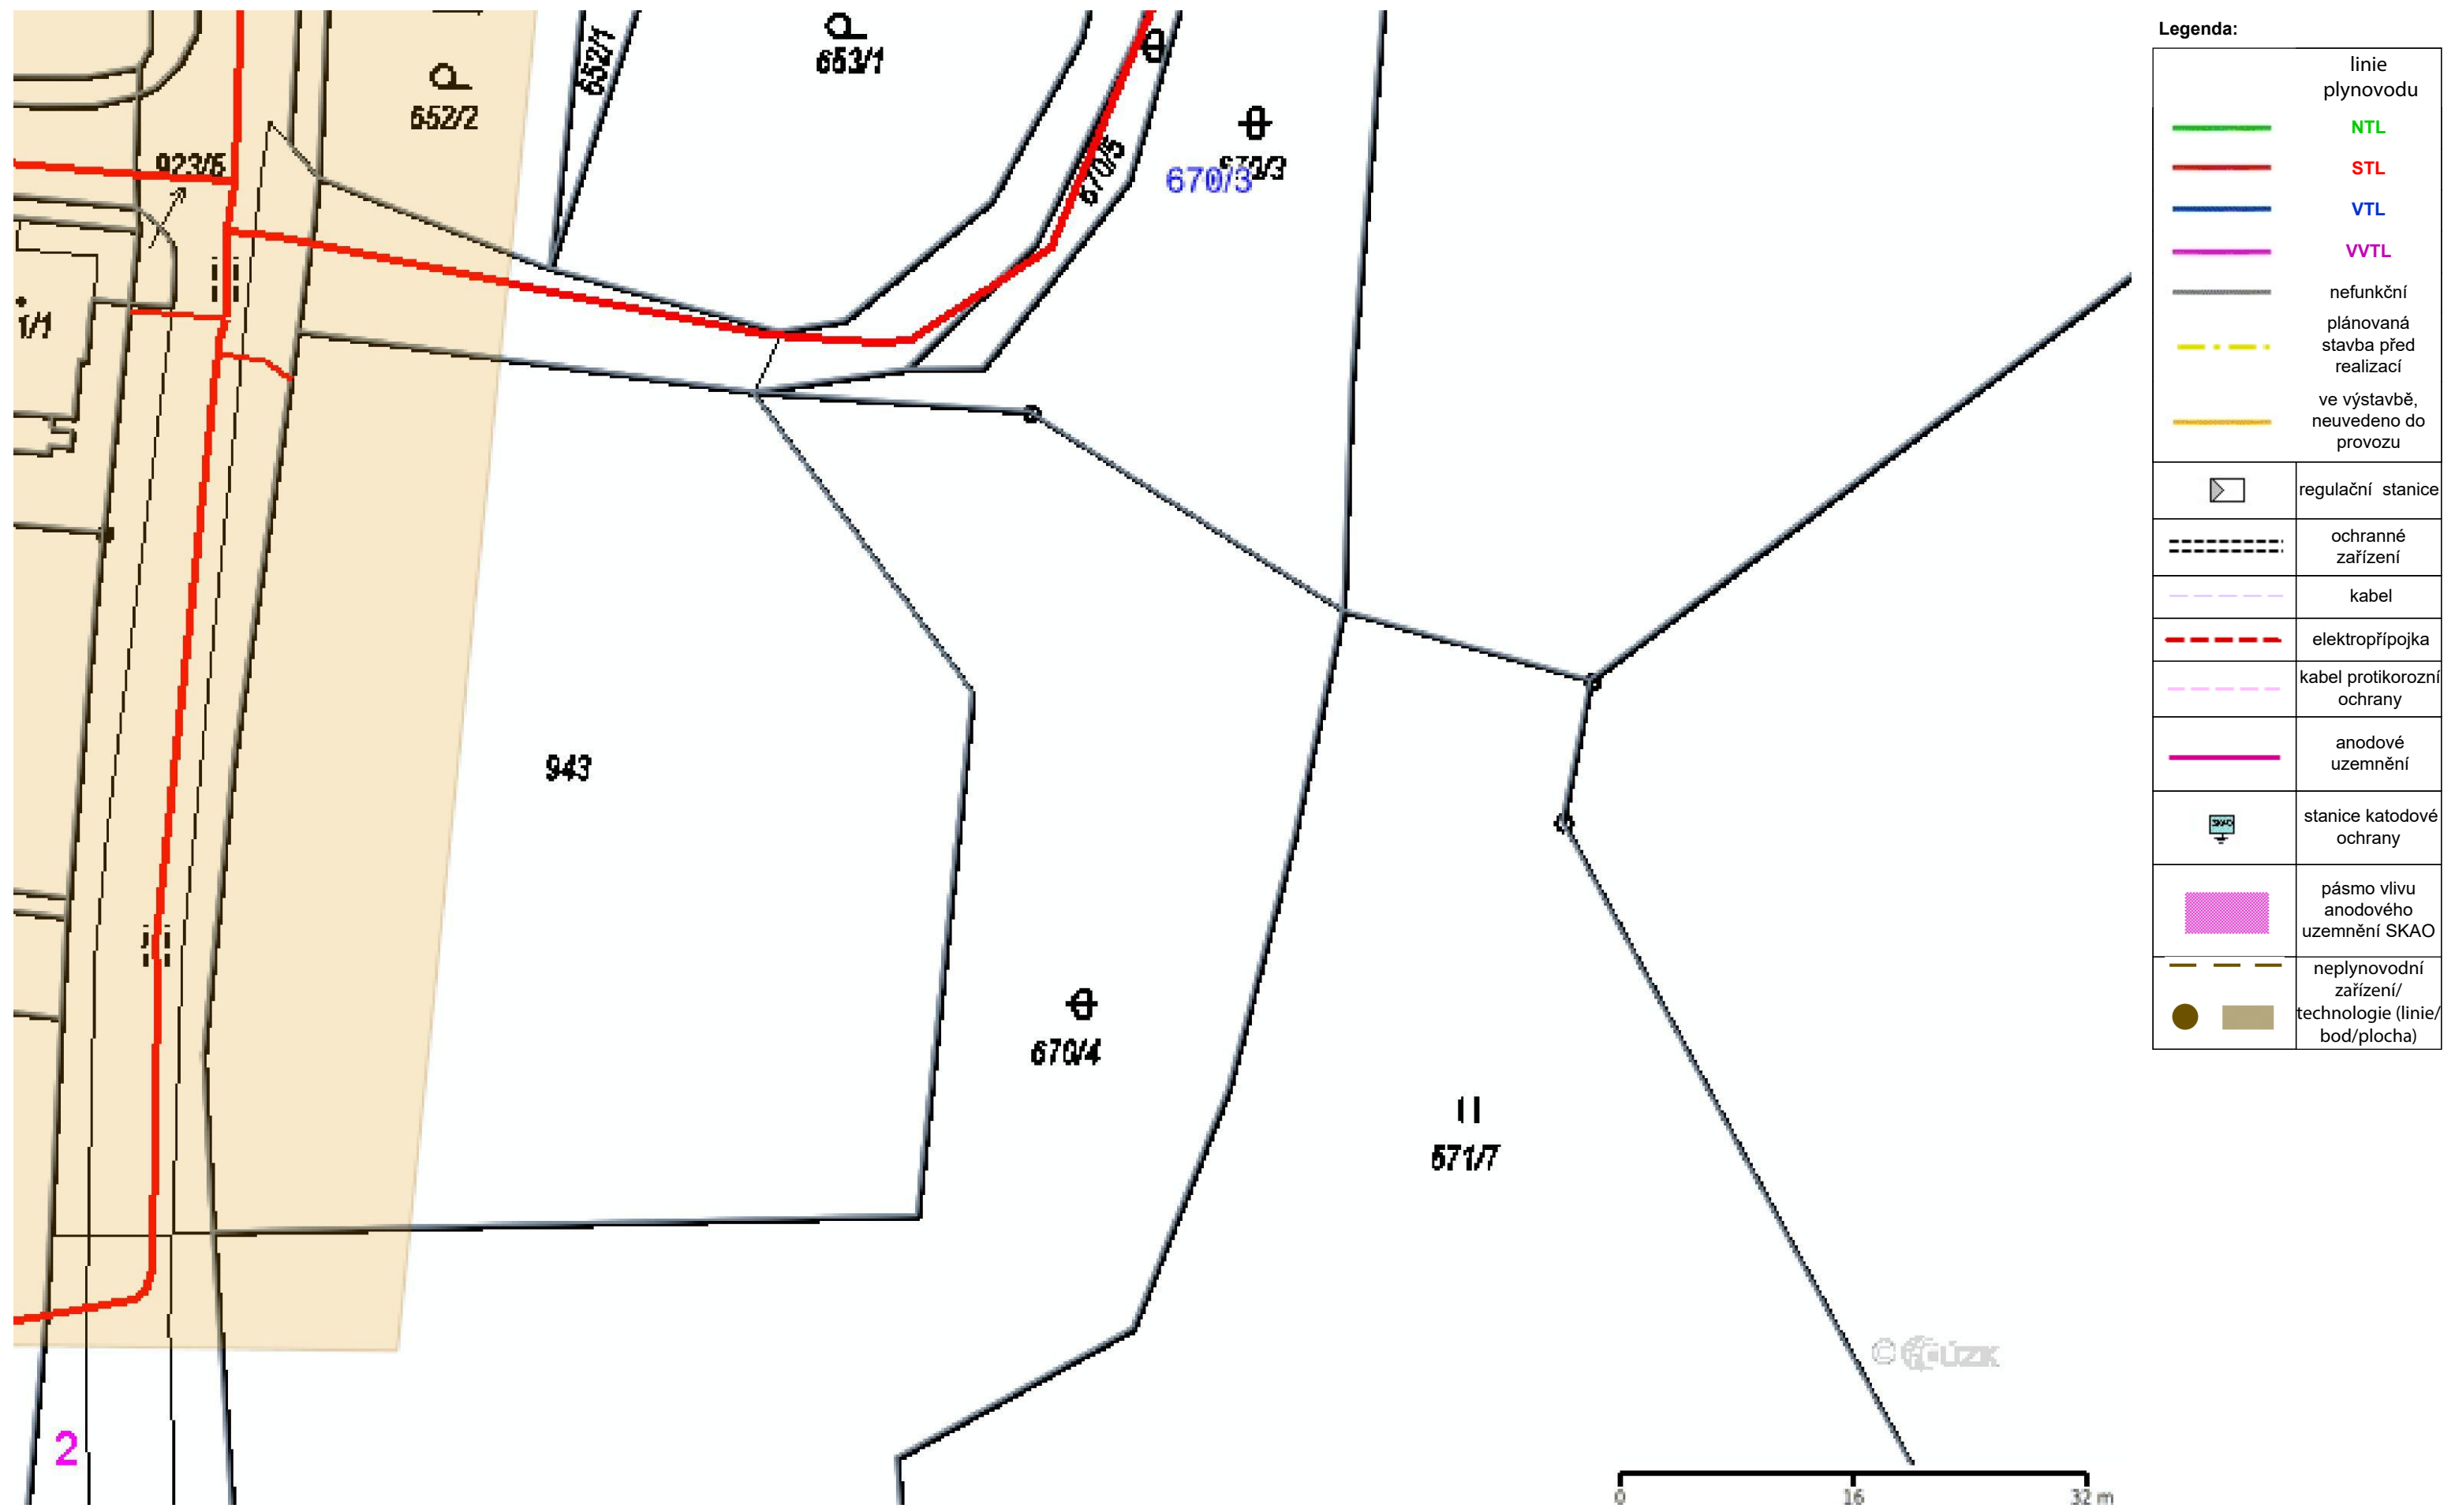 652/1
653/1
652/2
923/6
670/5
670/3
670/3
1/1
943
670/4
671/7
2
0 16 32 m
Legenda:
linie
plynovodu
NTL
STL
VTL
VVTL
nefunkční
plánovaná
stavba před
realizací
ve výstavbě,
neuvedeno do
provozu
regulační stanice
ochranné
zařízení
kabel
elektropřípojka
kabel protikorozní
ochrany
anodové
uzemnění
SKAO
stanice katodové
ochrany
pásmo vlivu
anodového
uzemnění SKAO
neplynovodní
zařízení/
technologie (linie/
bod/plocha)